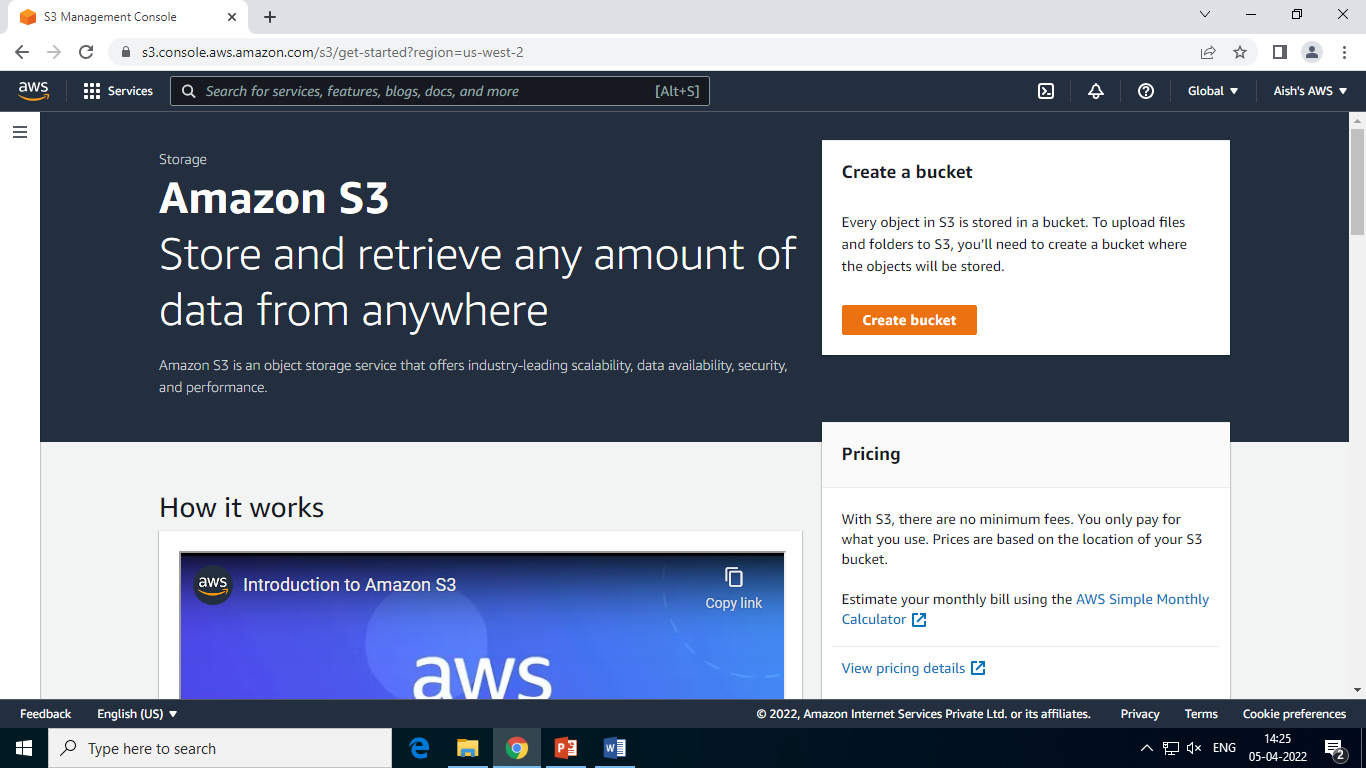 S3 Management Console
s3.console.aws.amazon.com/s3/get-started?region=us-west-2
aws
Services
Search for services, features, blogs, docs, and more
[Alt+S]
Global
Aish's AWS
Storage
Amazon S3
Store and retrieve any amount of
data from anywhere
Amazon S3 is an object storage service that offers industry-leading scalability, data availability, security,
and performance.
Create a bucket
Every object in S3 is stored in a bucket. To upload files
and folders to S3, you'll need to create a bucket where
the objects will be stored.
Create bucket
How it works
aws
Introduction to Amazon S3
Copy link
aws
Pricing
With S3, there are no minimum fees. You only pay for
what you use. Prices are based on the location of your S3
bucket.
Estimate your monthly bill using the AWS Simple Monthly
Calculator
View pricing details
Feedback
English (US)
© 2022, Amazon Internet Services Private Ltd. or its affiliates.
Privacy
Terms
Cookie preferences
Type here to search
ENG
14:25
05-04-2022
2